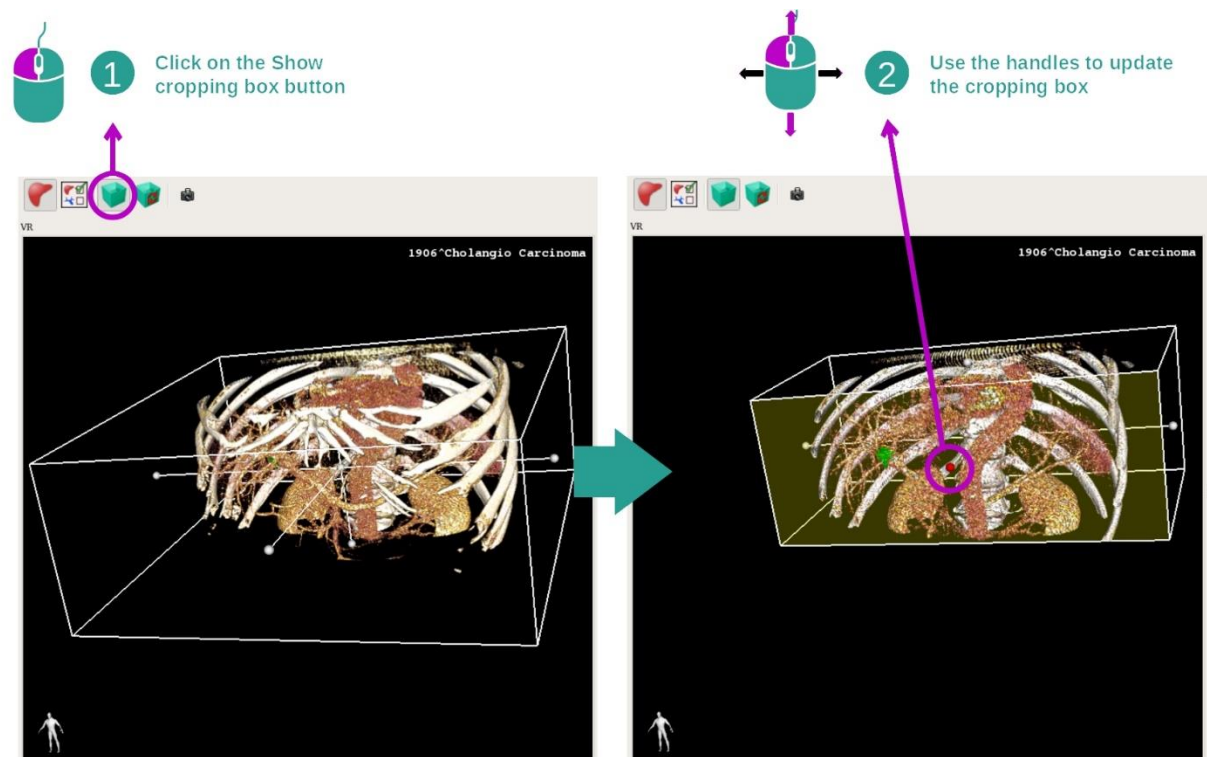 1
Click on the Show
cropping box button
2
Use the handles to update
the cropping box
VR
1906^Cholangio Carcinoma
VR
1906^Cholangio Carcinoma